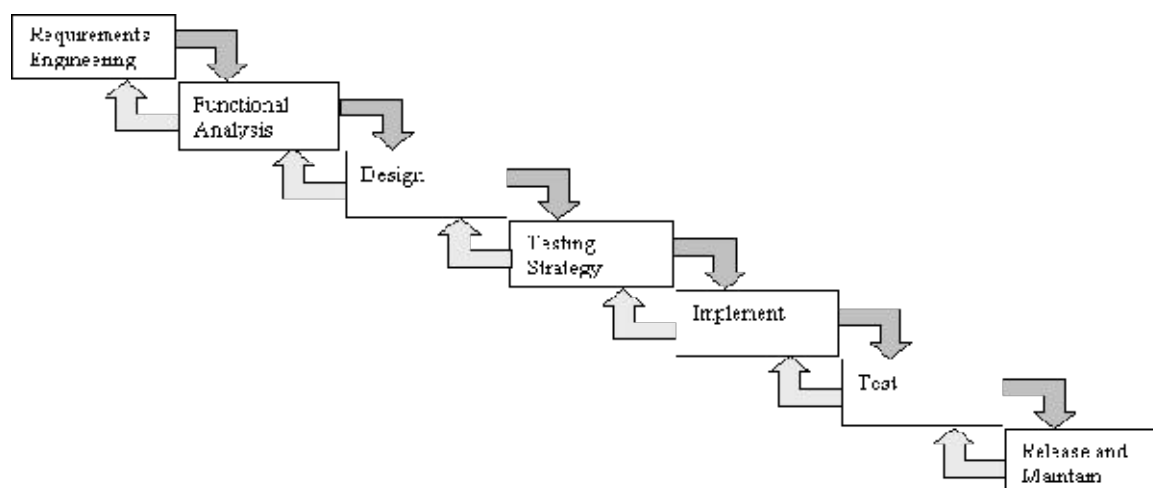 Requirements
Engineering
Functional
Analysis
Design
Testing
Strategy
Implement
Test
Release and
Maintain